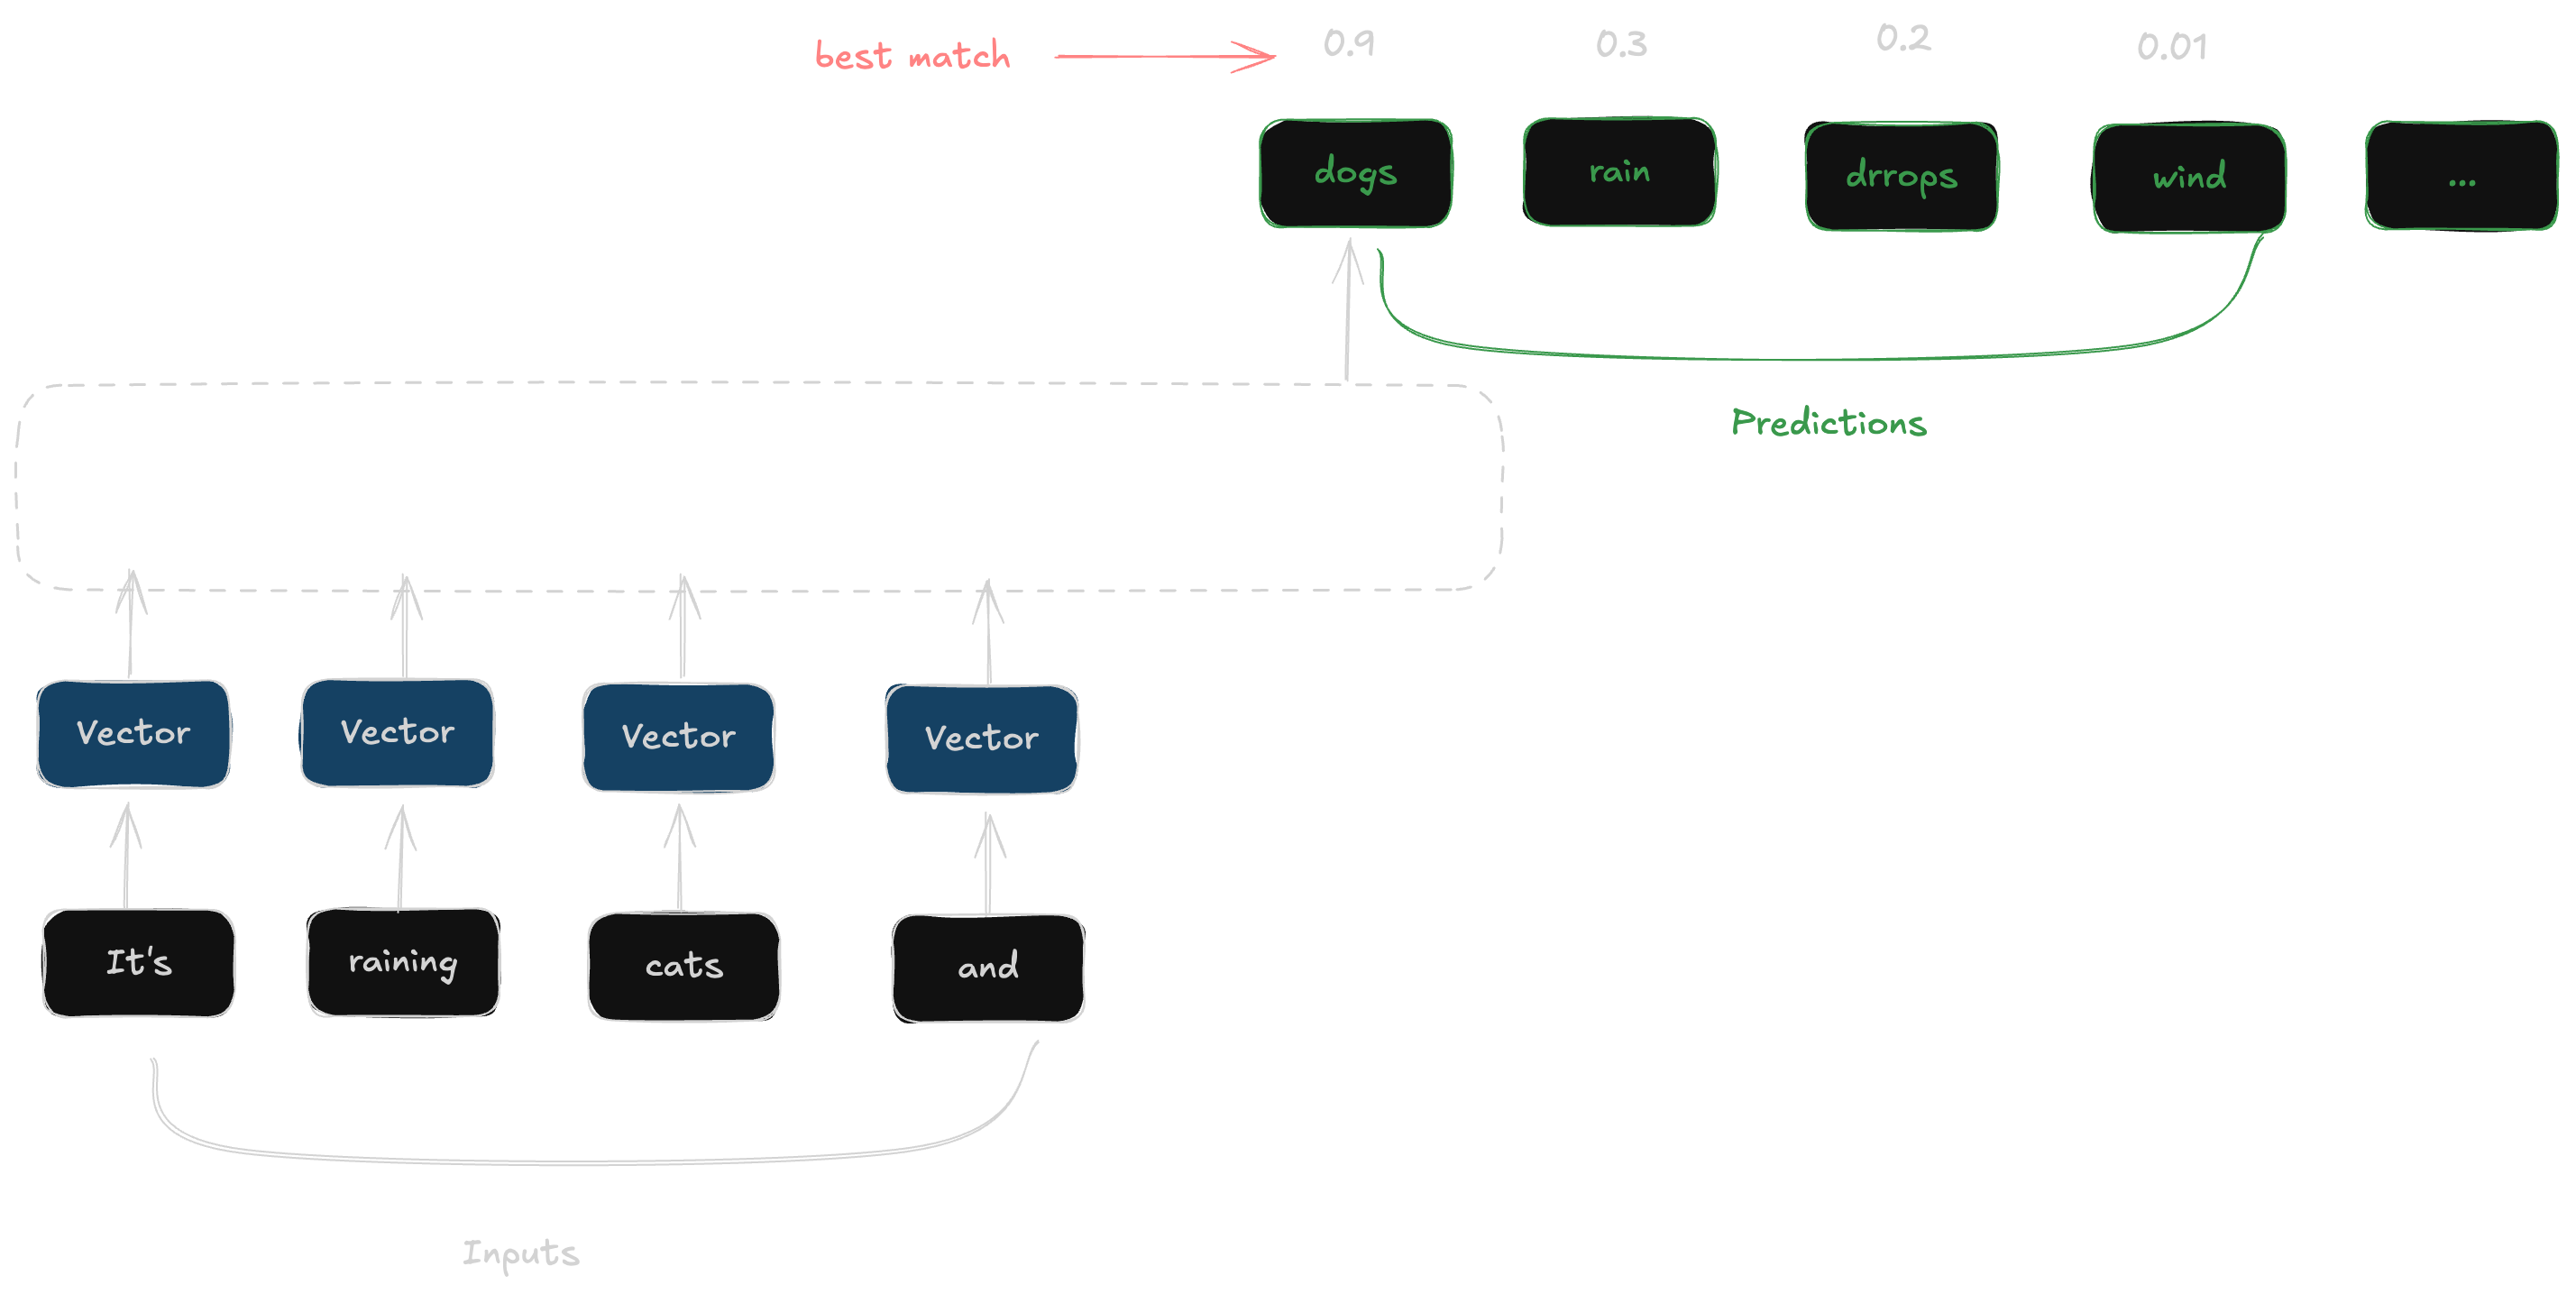 best match
0.9
0.3
0.2
0.01
dogs
rain
drrops
wind
...
Predictions
Vector
Vector
Vector
Vector
It's
raining
cats
and
Inputs